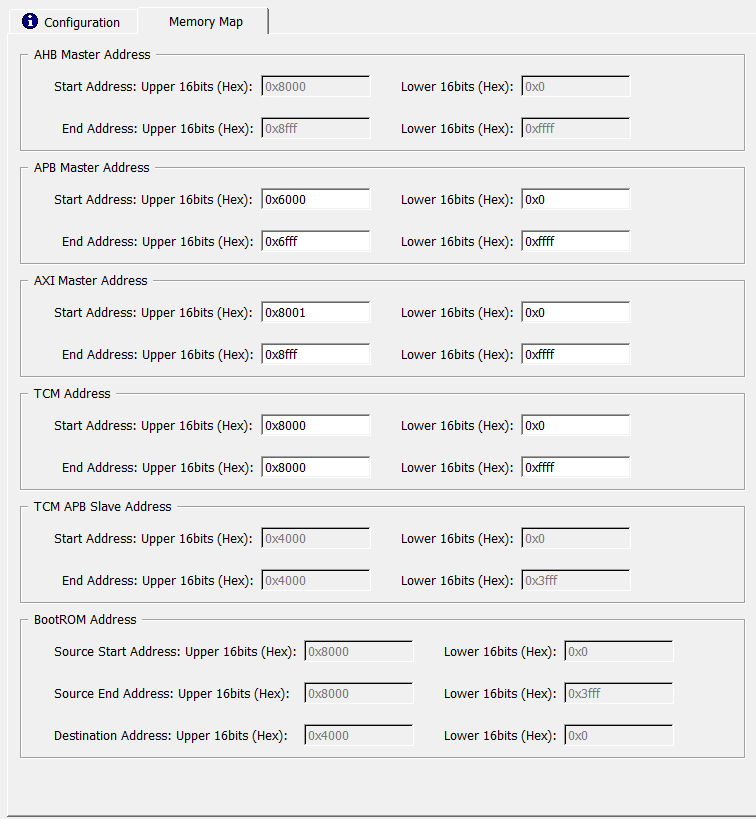 Configuration Memory Map
AHB Master Address
Start Address: Upper 16bits (Hex): 0x8000 Lower 16bits (Hex): 0x0
End Address: Upper 16bits (Hex): 0x8fff Lower 16bits (Hex): 0xffff
APB Master Address
Start Address: Upper 16bits (Hex): 0x6000 Lower 16bits (Hex): 0x0
End Address: Upper 16bits (Hex): 0x6fff Lower 16bits (Hex): 0xffff
AXI Master Address
Start Address: Upper 16bits (Hex): 0x8001 Lower 16bits (Hex): 0x0
End Address: Upper 16bits (Hex): 0x8fff Lower 16bits (Hex): 0xffff
TCM Address
Start Address: Upper 16bits (Hex): 0x8000 Lower 16bits (Hex): 0x0
End Address: Upper 16bits (Hex): 0x8000 Lower 16bits (Hex): 0xffff
TCM APB Slave Address
Start Address: Upper 16bits (Hex): 0x4000 Lower 16bits (Hex): 0x0
End Address: Upper 16bits (Hex): 0x4000 Lower 16bits (Hex): 0x3fff
BootROM Address
Source Start Address: Upper 16bits (Hex): 0x8000 Lower 16bits (Hex): 0x0
Source End Address: Upper 16bits (Hex): 0x8000 Lower 16bits (Hex): 0x3fff
Destination Address: Upper 16bits (Hex): 0x4000 Lower 16bits (Hex): 0x0